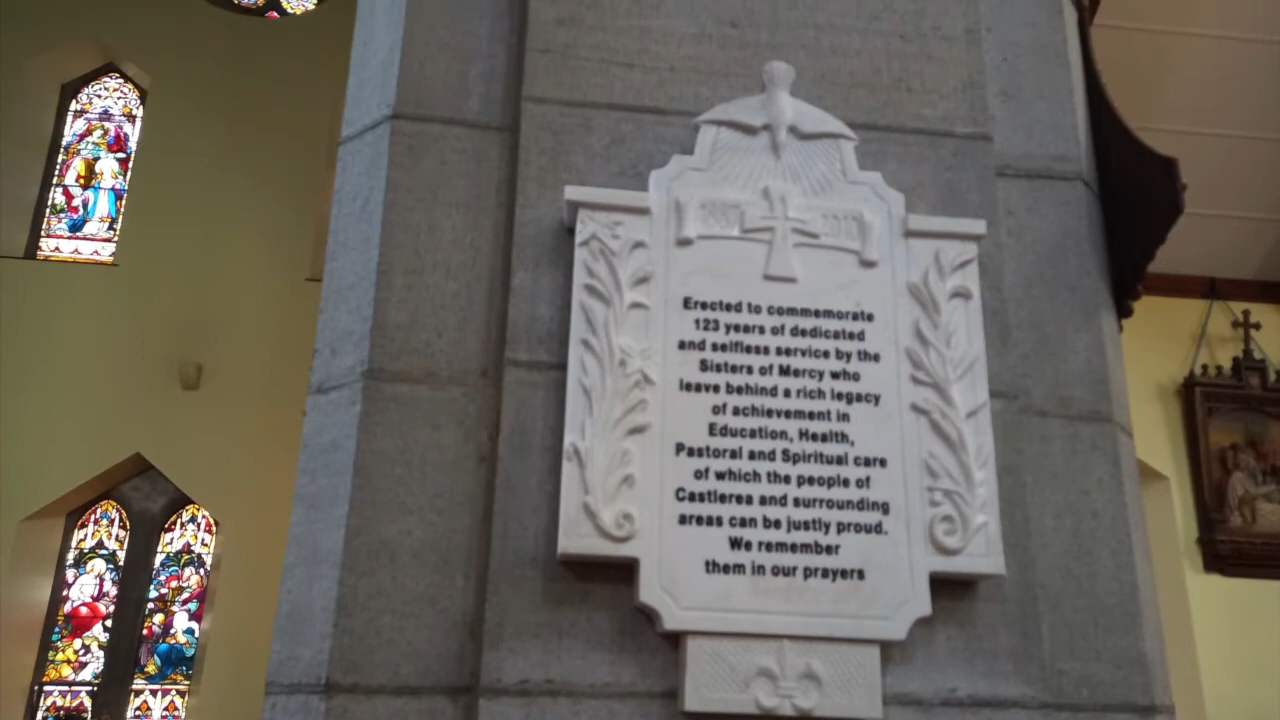 1887 2010
Erected to commemorate
123 years of dedicated
and selfless service by the
Sisters of Mercy who
leave behind a rich legacy
of achievement in
Education, Health,
Pastoral and Spiritual care
of which the people of
Castlerea and surrounding
areas can be justly proud.
We remember
them in our prayers